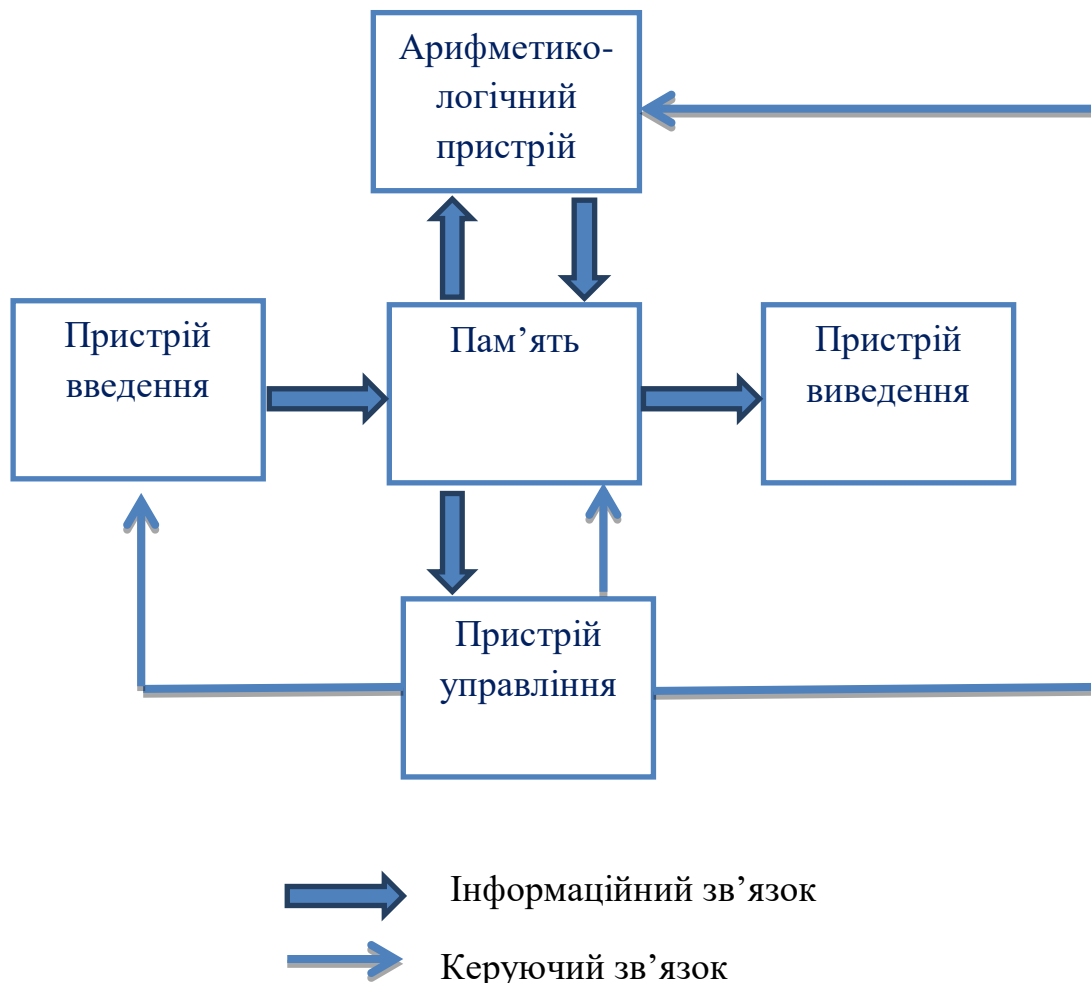 Арифметико-
логічний
пристрій
Пристрій
введення
Пам’ять
Пристрій
виведення
Пристрій
управління
Інформаційний зв’язок
Керуючий зв’язок